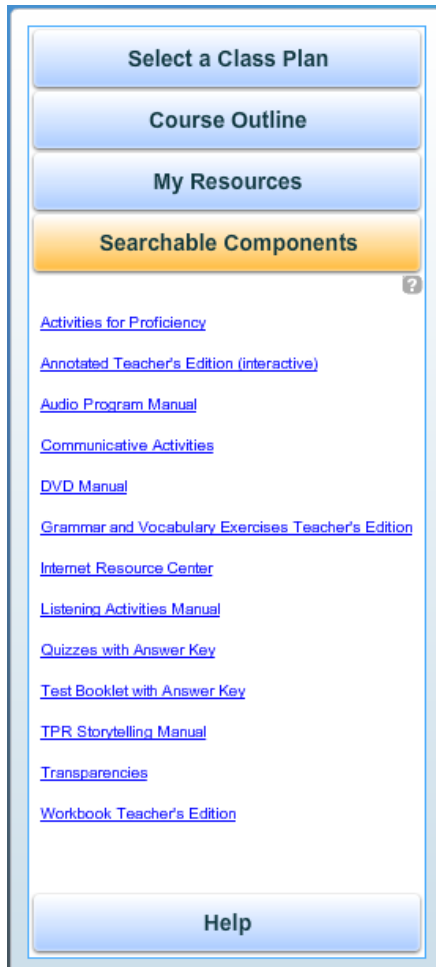 Select a Class Plan
Course Outline
My Resources
Searchable Components
?
Activities for Proficiency
Annotated Teacher's Edition (interactive)
Audio Program Manual
Communicative Activities
DVD Manual
Grammar and Vocabulary Exercises Teacher's Edition
Internet Resource Center
Listening Activities Manual
Quizzes with Answer Key
Test Booklet with Answer Key
TPR Storytelling Manual
Transparencies
Workbook Teacher's Edition
Help